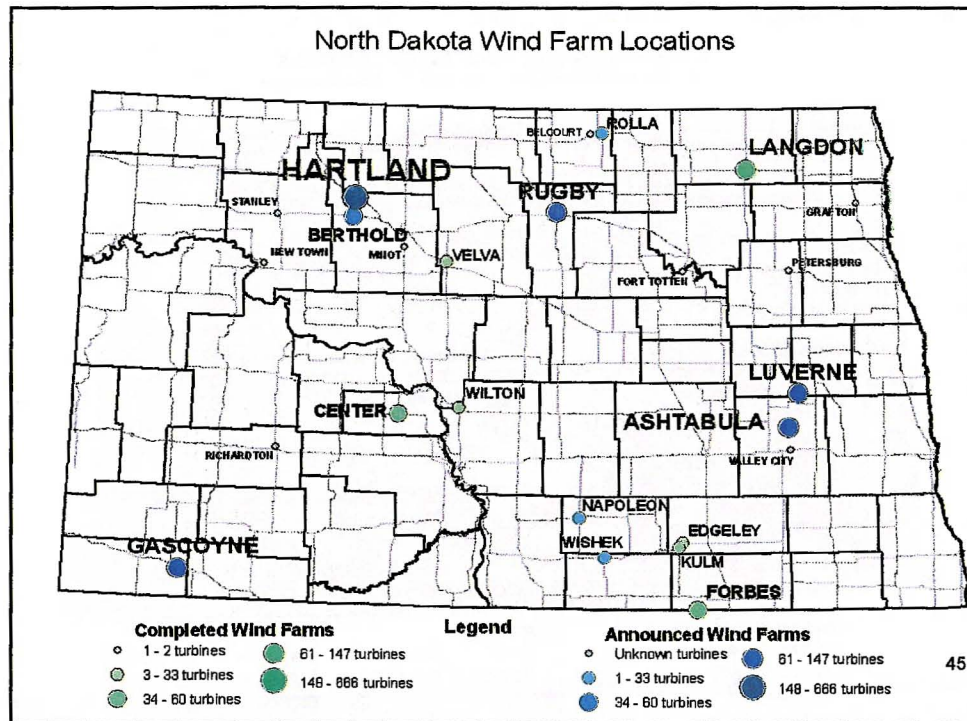 North Dakota Wind Farm Locations
BELCOURT
ROLLA
LANGDON
HARTLAND
RUGBY
STANLEY
GRAFTON
BERTHOLD
NEW TOWN
MINOT
VELVA
PETERSBURG
FORT TOTTEN
LUVERNE
WILTON
CENTER
ASHTABULA
RICHARDTON
VALLEY CITY
NAPOLEON
WISHEK
EDGELEY
GASCOYNE
KULM
FORBES
Legend
Completed Wind Farms
1 - 2 turbines
3 - 33 turbines
34 - 60 turbines
61 - 147 turbines
148 - 666 turbines
Announced Wind Farms
Unknown turbines
1 - 33 turbines
34 - 60 turbines
61 - 147 turbines
148 - 666 turbines
45